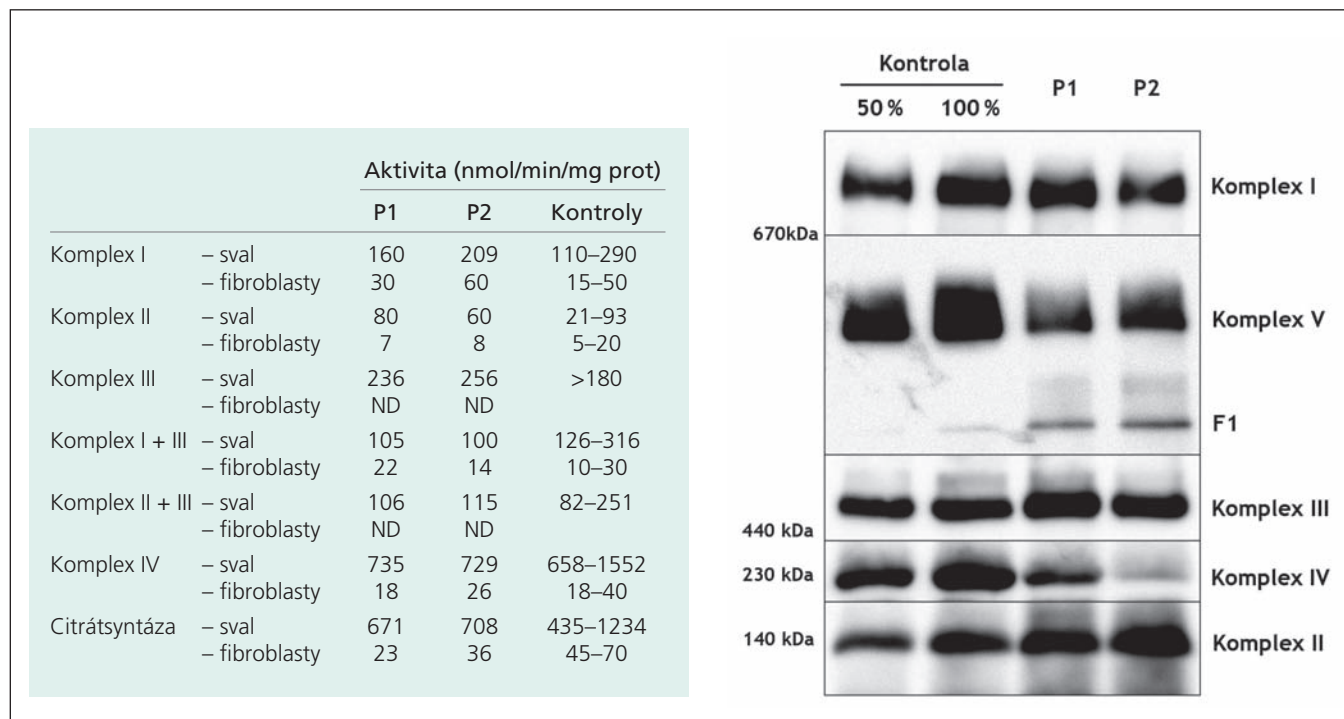 Aktivita (nmol/min/mg prot)
P1 P2 Kontroly
Komplex I – sval 160 209 110–290
– fibroblasty 30 60 15–50
Komplex II – sval 80 60 21–93
– fibroblasty 7 8 5–20
Komplex III – sval 236 256 >180
– fibroblasty ND ND
Komplex I + III – sval 105 100 126–316
– fibroblasty 22 14 10–30
Komplex II + III – sval 106 115 82–251
– fibroblasty ND ND
Komplex IV – sval 735 729 658–1552
– fibroblasty 18 26 18–40
Citrátsyntáza – sval 671 708 435–1234
– fibroblasty 23 36 45–70
Kontrola P1 P2
50 % 100 %
Komplex I
670kDa
Komplex V
F1
Komplex III
440 kDa
230 kDa Komplex IV
140 kDa Komplex II